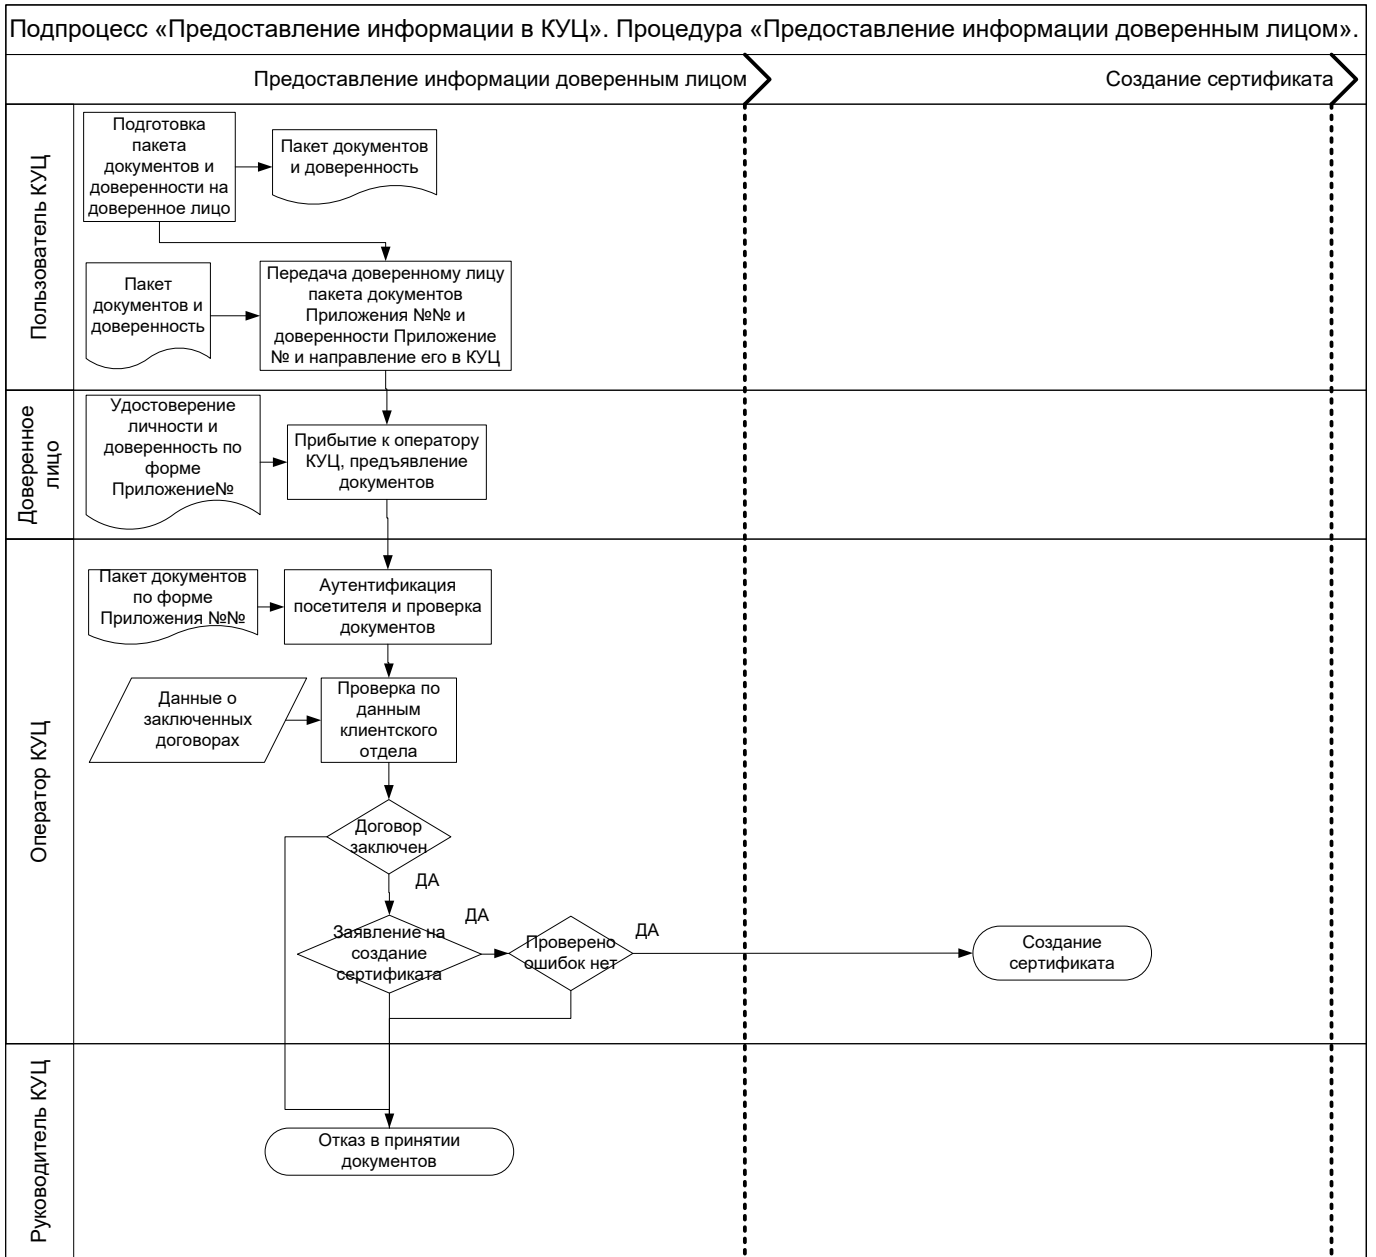 Подпроцесс «Предоставление информации в КУЦ». Процедура «Предоставление информации доверенным лицом».
Предоставление информации доверенным лицом
Создание сертификата
Пользователь КУЦ
Подготовка
пакета
документов и
доверенности на
доверенное лицо
Пакет документов
и доверенность
Пакет
документов и
доверенность
Передача доверенному лицу
пакета документов
Приложения №№ и
доверенности Приложение
№ и направление его в КУЦ
Доверенное
лицо
Удостоверение
личности и
доверенность по
форме
Приложение№
Прибытие к оператору
КУЦ, предъявление
документов
Оператор КУЦ
Пакет документов
по форме
Приложения №№
Аутентификация
посетителя и проверка
документов
Данные о
заключенных
договорах
Проверка по
данным
клиентского
отдела
Договор
заключен
ДА
Заявление на
создание
сертификата
ДА
Проверено
ошибок нет
ДА
Создание
сертификата
Руководитель КУЦ
Отказ в принятии
документов